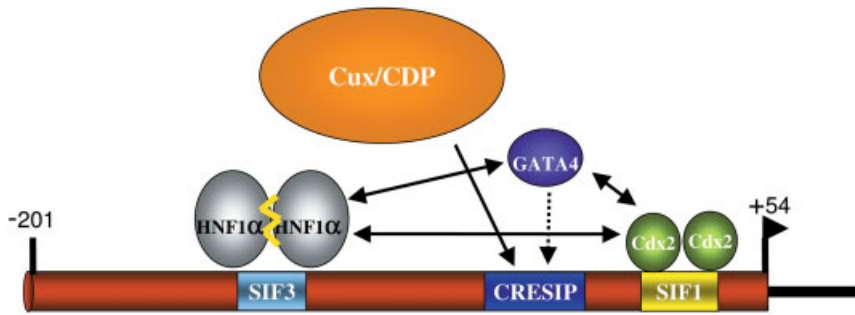 Cux/CDP
GATA4
-201
HNF1α HNF1α
+54
Cdx2 Cdx2
SIF3
CRESIP
SIF1